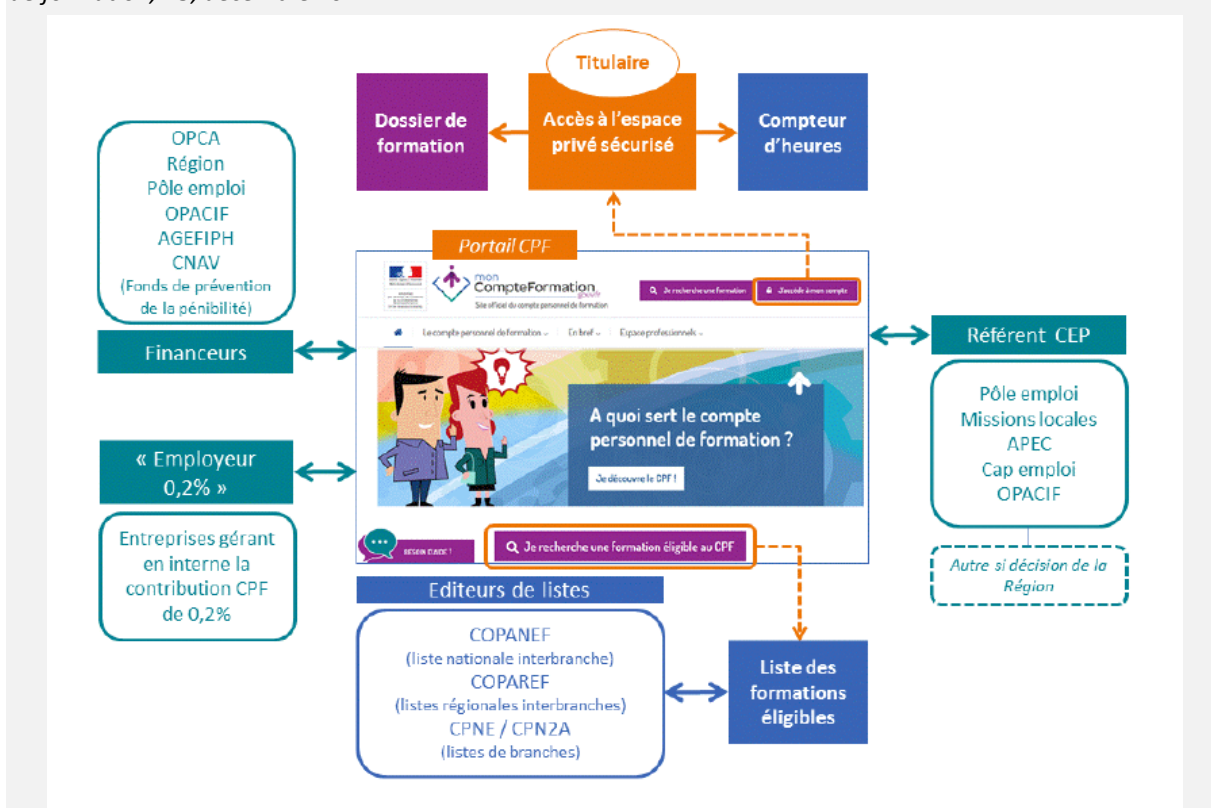 Titulaire
Dossier de
formation
Accès à l'espace
privé sécurisé
Compteur
d'heures
OPCA
Région
Pôle emploi
OPACIF
AGEFIPH
CNAV
(Fonds de prévention
de la pénibilité)
Financeurs
« Employeur
0,2% »
Entreprises gérant
en interne la
contribution CPF
de 0,2%
Portail CPF
mon
CompteFormation
.gouv.fr
Site officiel du compte personnel de formation
Je recherche une formation
J'accède à mon compte
Le compte personnel de formation
En bref
Espace professionnels
A quoi sert le compte
personnel de formation ?
Je découvre le CPF !
BESOIN D'AIDE ?
Je recherche une formation éligible au CPF
Référent CEP
Pôle emploi
Missions locales
APEC
Cap emploi
OPACIF
Autre si décision de la
Région
Editeurs de listes
COPANEF
(liste nationale interbranche)
COPAREF
(listes régionales interbranches)
CPNE / CPN2A
(listes de branches)
Liste des
formations
éligibles